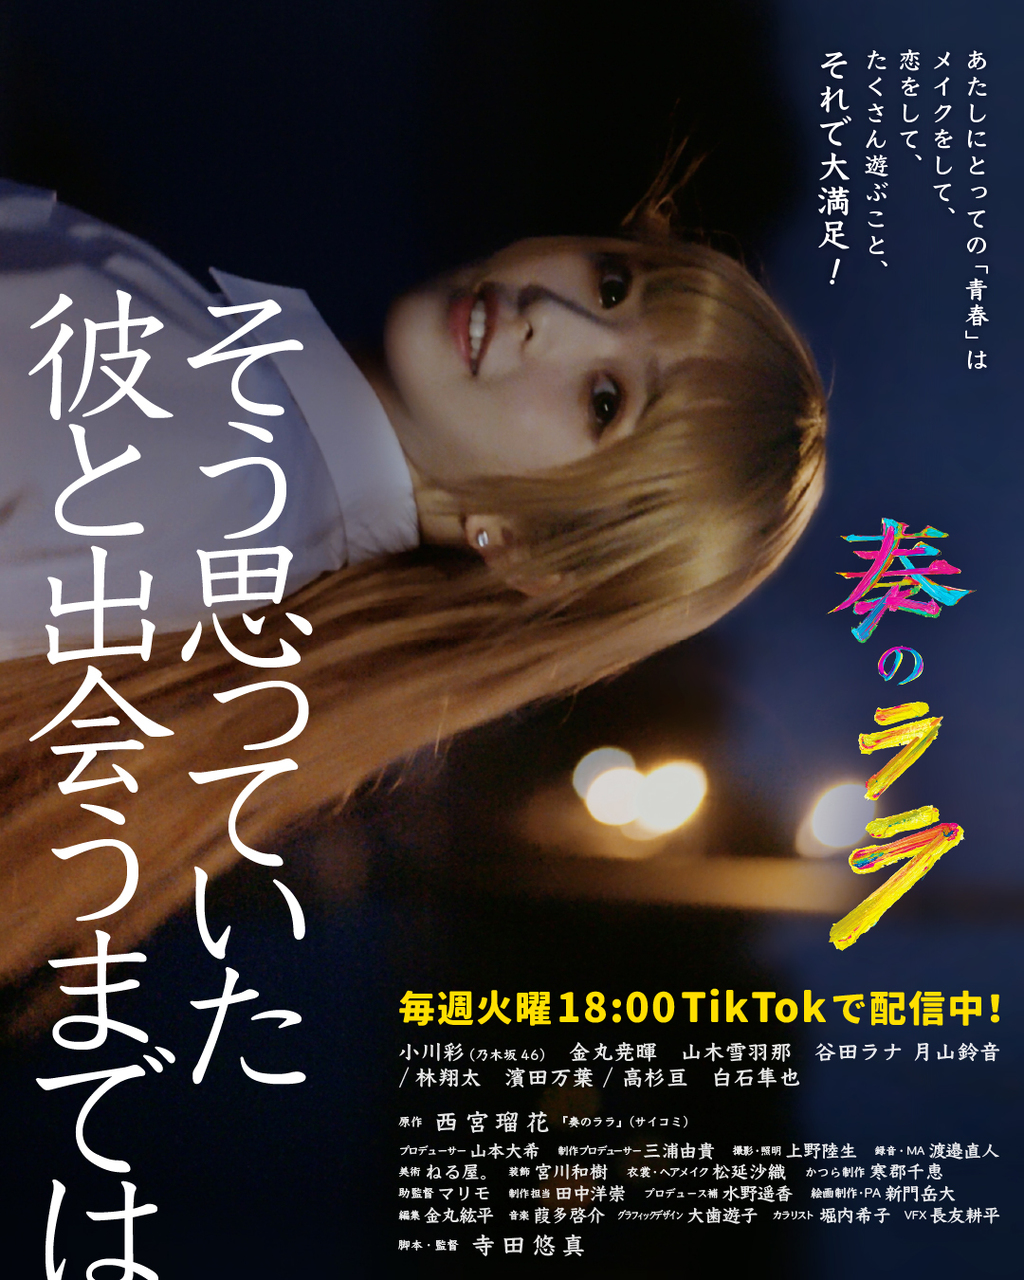 あたしにとっての「青春」は
メイクをして、
恋をして、
たくさん遊ぶこと、
それで大満足！
そう思っていた
彼と出会うまでは
奏のララ
毎週火曜18:00TikTokで配信中！
小川彩（乃木坂46） 金丸尭暉 山木雪羽那 谷田ラナ 月山鈴音
/ 林翔太 濱田万葉 / 高杉亘 白石隼也
原作 西宮瑠花「奏のララ」（サイコミ）
プロデューサー 山本大希 制作プロデューサー 三浦由貴 撮影・照明 上野陸生 録音・MA 渡邉直人
美術 ねる屋。 装飾 宮川和樹 衣裳・ヘアメイク 松延沙織 かつら制作 寒郡千恵
助監督 マリモ 制作担当 田中洋崇 プロデュース補 水野遥香 絵画制作・PA 新門岳大
編集 金丸紘平 音楽 葭多啓介 グラフィックデザイン 大歯遊子 カラリスト 堀内希子 VFX 長友耕平
脚本・監督 寺田悠真